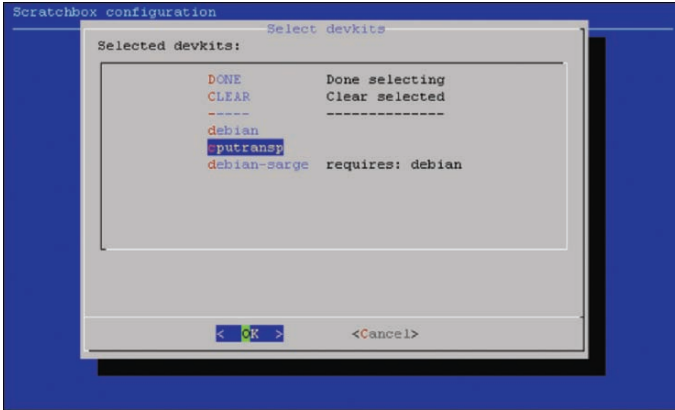 Scratchbox configuration
Select devkits
Selected devkits:
DONE Done selecting
CLEAR Clear selected
----- --------------
debian
cputransp
debian-sarge requires: debian
< OK > <Cancel>